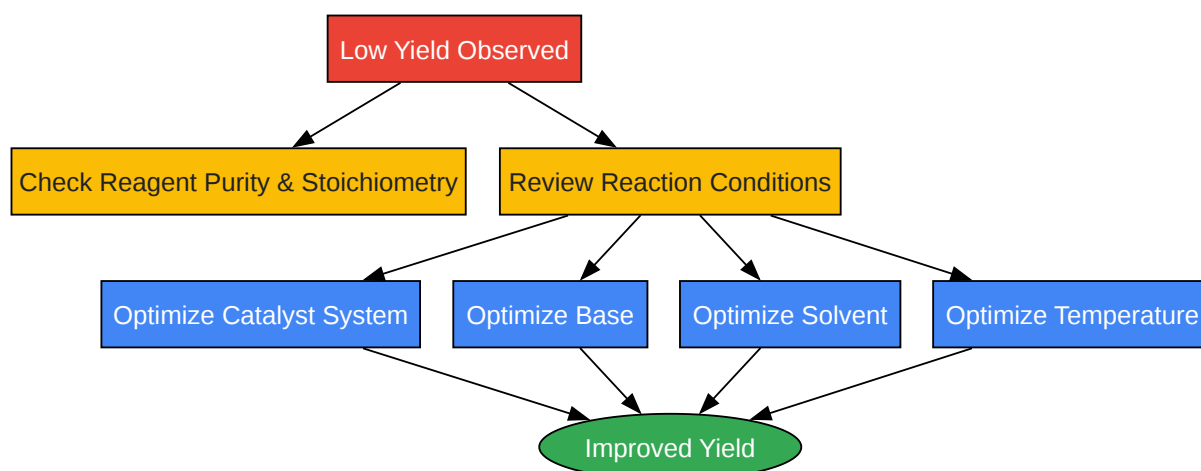 Low Yield Observed
Check Reagent Purity & Stoichiometry
Review Reaction Conditions
Optimize Catalyst System
Optimize Base
Optimize Solvent
Optimize Temperature
Improved Yield